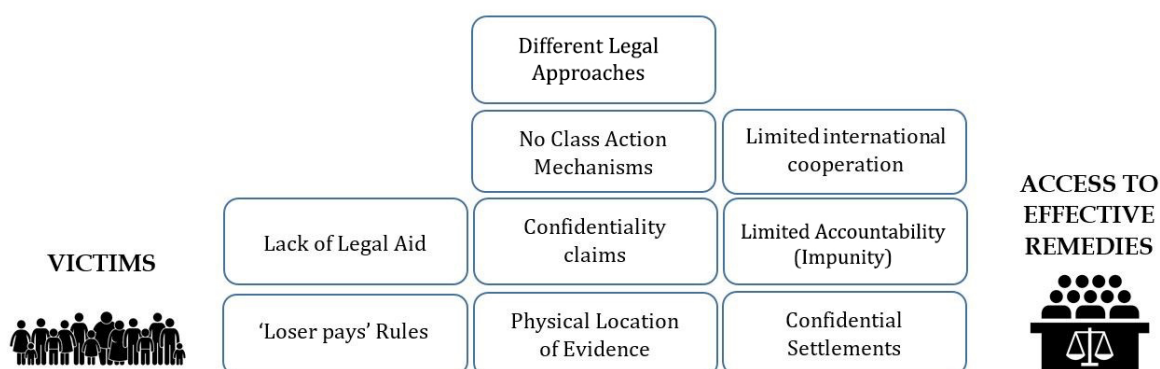 Different Legal
Approaches
No Class Action
Mechanisms
Limited international
cooperation
ACCESS TO
EFFECTIVE
REMEDIES
VICTIMS
Lack of Legal Aid
Confidentiality
claims
Limited Accountability
(Impunity)
‘Loser pays’ Rules
Physical Location
of Evidence
Confidential
Settlements